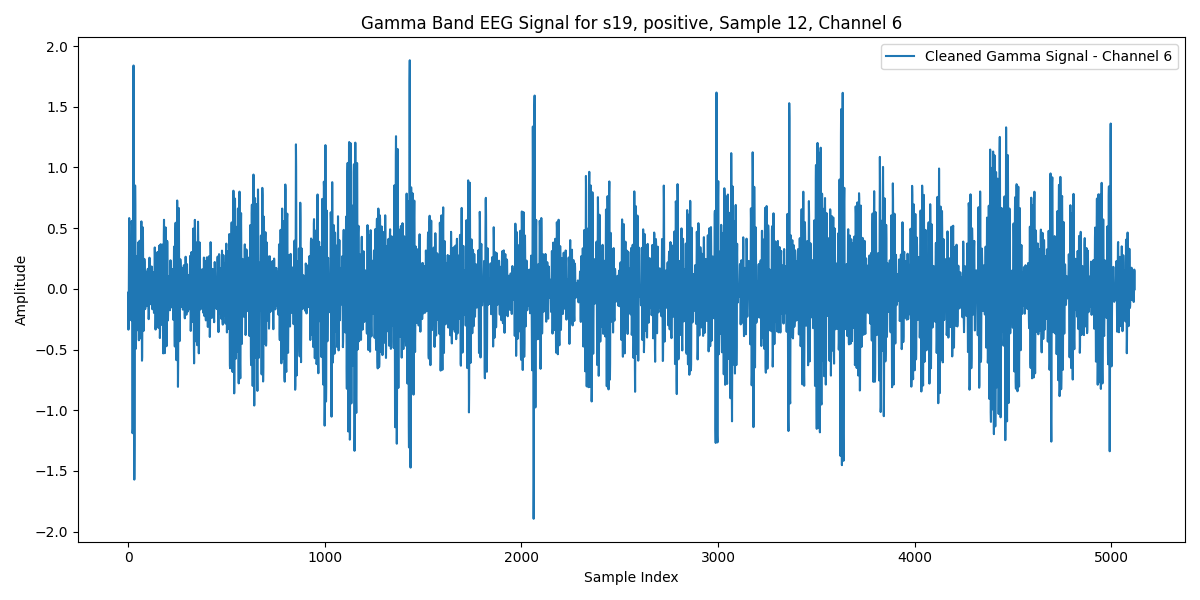 Gamma Band EEG Signal for s19, positive, Sample 12, Channel 6
Cleaned Gamma Signal - Channel 6
Amplitude
2.0
1.5
1.0
0.5
0.0
−0.5
−1.0
−1.5
−2.0
0 1000 2000 3000 4000 5000
Sample Index